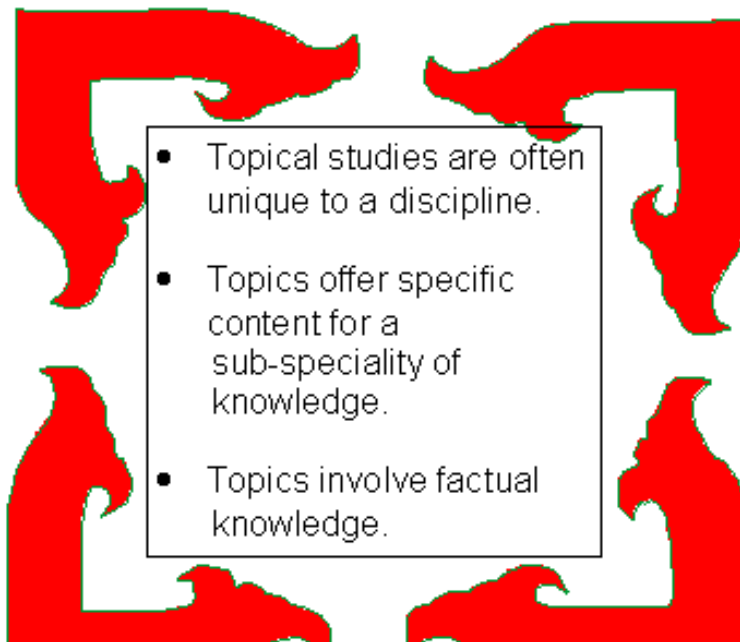 • Topical studies are often
unique to a discipline.
• Topics offer specific
content for a
sub-speciality of
knowledge.
• Topics involve factual
knowledge.